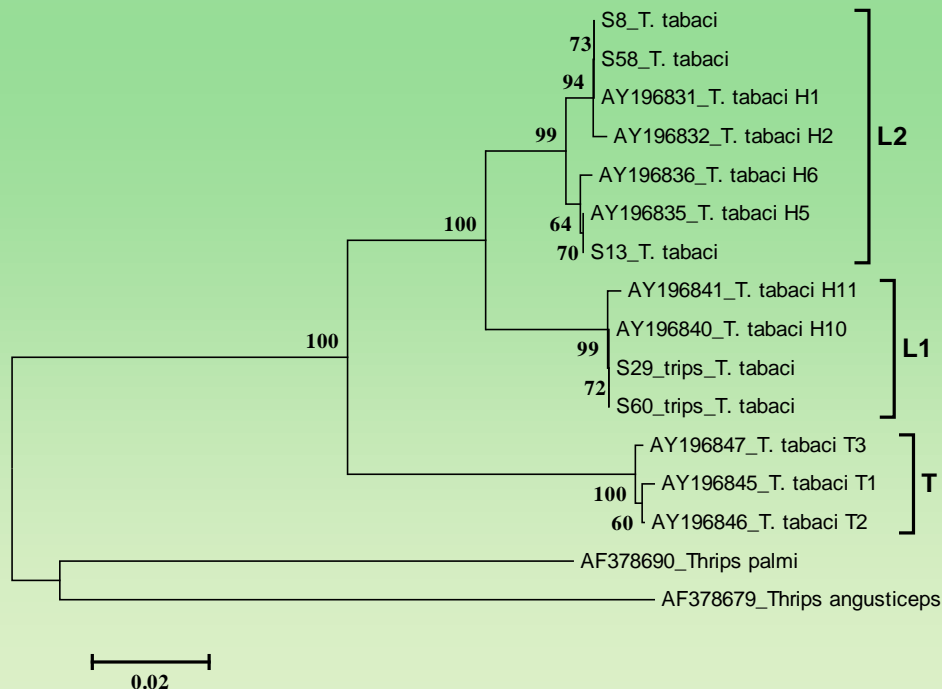 S8_T. tabaci
73
S58_T. tabaci
94
AY196831_T. tabaci H1
L2
99
AY196832_T. tabaci H2
AY196836_T. tabaci H6
64
AY196835_T. tabaci H5
100
70
S13_T. tabaci
AY196841_T. tabaci H11
AY196840_T. tabaci H10
L1
100
99
S29_trips_T. tabaci
72
S60_trips_T. tabaci
AY196847_T. tabaci T3
AY196845_T. tabaci T1
T
100
60
AY196846_T. tabaci T2
AF378690_Thrips palmi
AF378679_Thrips angusticeps
0.02